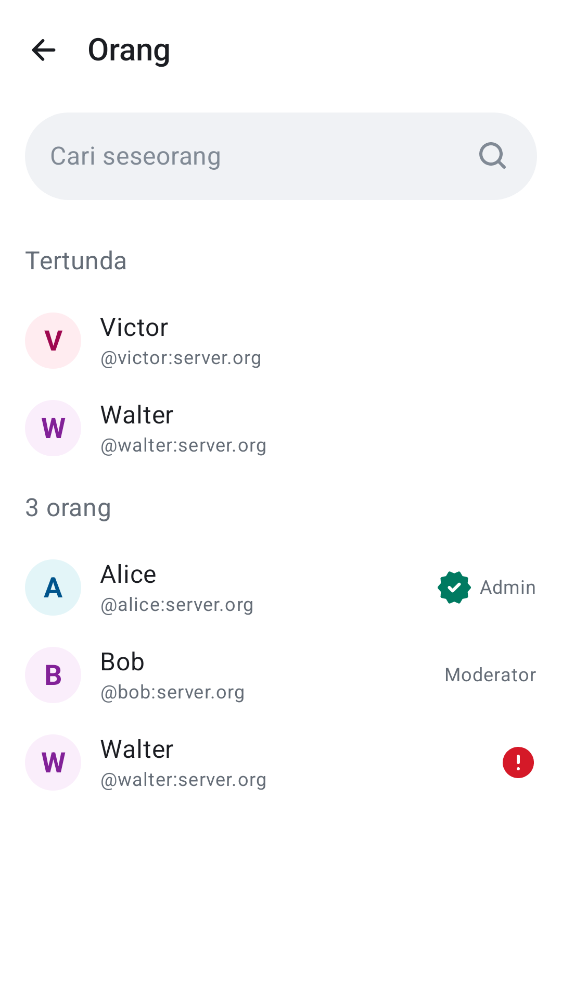 Orang
Cari seseorang
Tertunda
V
Victor
@victor:server.org
W
Walter
@walter:server.org
3 orang
A
Alice
@alice:server.org
Admin
B
Bob
@bob:server.org
Moderator
W
Walter
@walter:server.org